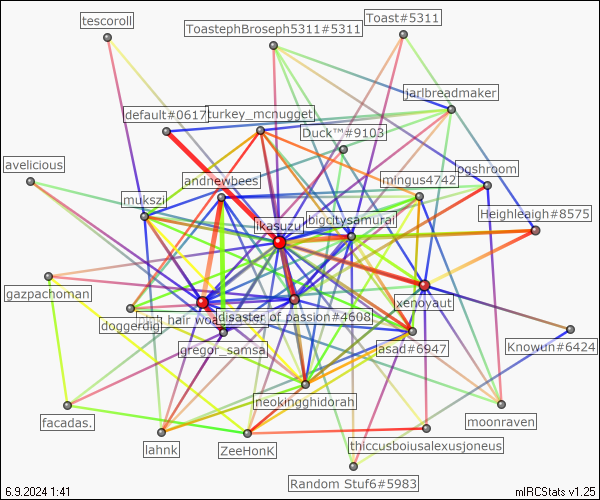 tescoroll
ToastephBroseph5311#5311
Toast#5311
jarlbreadmaker
default#0617
turkey_mcnugget
Duck™#9103
avelicious
andnewbees
mingus4742
pgshroom
mukszi
ikasuzu
bigcitysamurai
Heighleaigh#8575
gazpachoman
xenoyaut
doggerdig
hair
disaster of passion#4608
gregor_samsa
asad#6947
Knowun#6424
neokingghidorah
facadas.
moonraven
lahnk
ZeeHonK
thiccusboiusalexusjoneus
Random Stuf6#5983
6.9.2024 1:41
mIRCStats v1.25